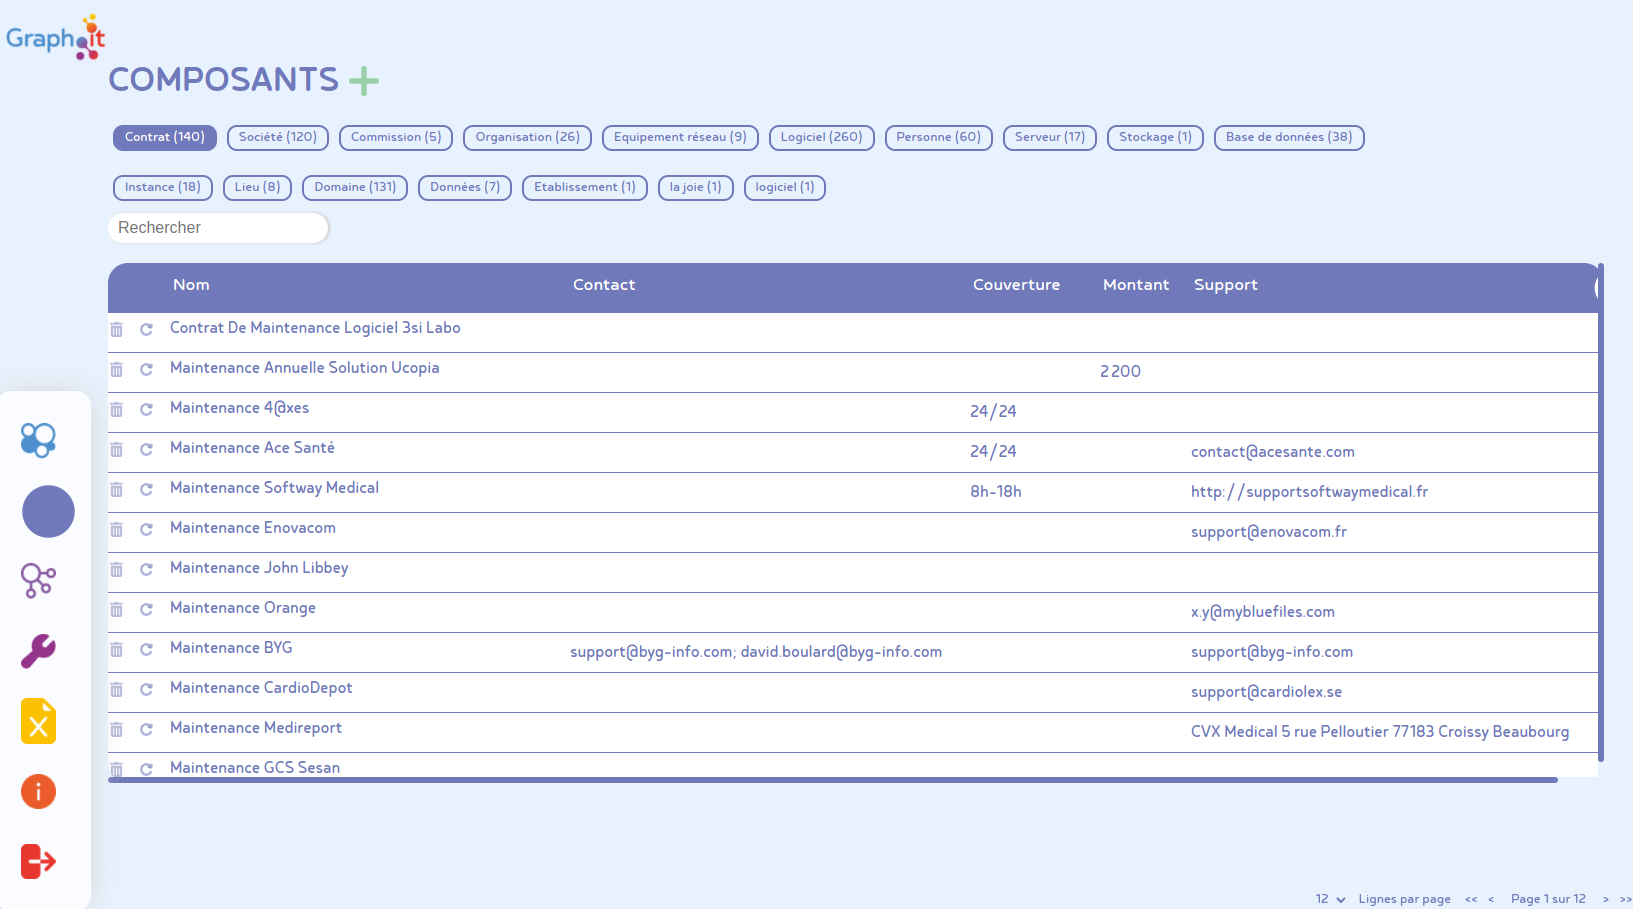 Graph it
COMPOSANTS
Contrat (140) Société (120) Commission (5) Organisation (26) Equipement réseau (9) Logiciel (260) Personne (60) Serveur (17) Stockage (1) Base de données (38)
Instance (18) Lieu (8) Domaine (131) Données (7) Etablissement (1) la joie (1) logiciel (1)
Rechercher
Nom Contact Couverture Montant Support
Contrat De Maintenance Logiciel 3si Labo
Maintenance Annuelle Solution Ucopia 2 200
Maintenance 4@xes 24/24
Maintenance Ace Santé 24/24 contact@acesante.com
Maintenance Softway Medical 8h-18h http://supportsoftwaymedical.fr
Maintenance Enovacom support@enovacom.fr
Maintenance John Libbey
Maintenance Orange x.y@mybluefiles.com
Maintenance BYG support@byg-info.com; david.boulard@byg-info.com support@byg-info.com
Maintenance CardioDepot support@cardiolex.se
Maintenance Medireport CVX Medical 5 rue Pelloutier 77183 Croissy Beaubourg
Maintenance GCS Sesan
12 Lignes par page << < Page 1 sur 12 > >>